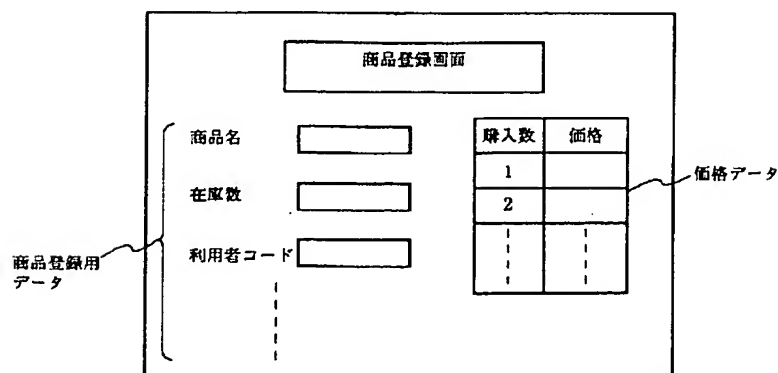 商品登録画面
商品名
在庫数
利用者コード
商品登録用
データ
購入数 価格
1
2
価格データ